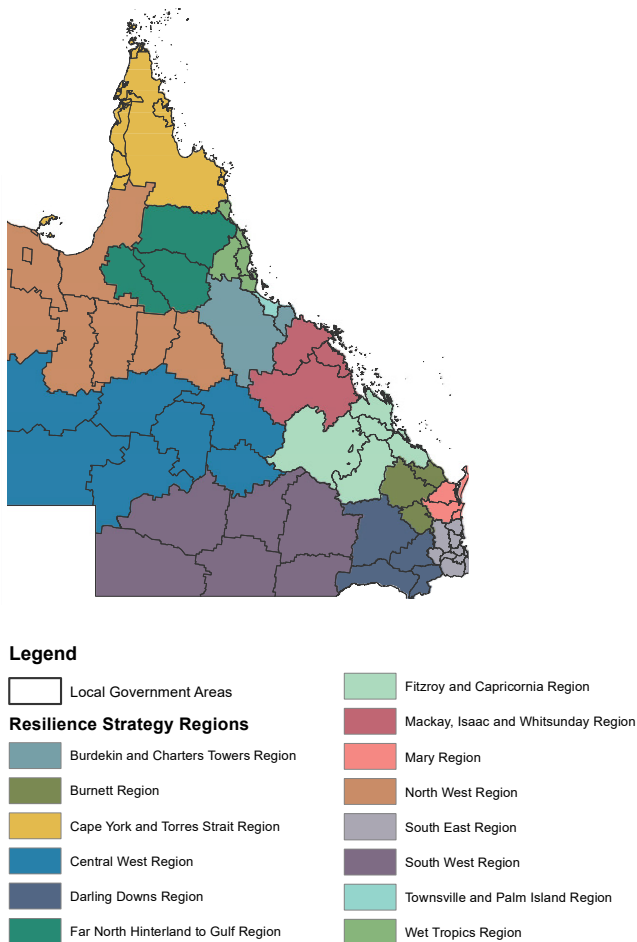 Legend
Local Government Areas
Resilience Strategy Regions
Burdekin and Charters Towers Region
Burnett Region
Cape York and Torres Strait Region
Central West Region
Darling Downs Region
Far North Hinterland to Gulf Region
Fitzroy and Capricornia Region
Mackay, Isaac and Whitsunday Region
Mary Region
North West Region
South East Region
South West Region
Townsville and Palm Island Region
Wet Tropics Region